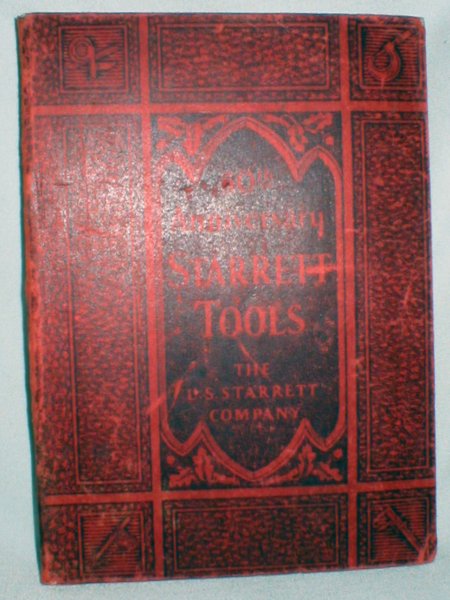 Anniversary
STARRETT
TOOLS
THE
L.S. STARRETT
COMPANY